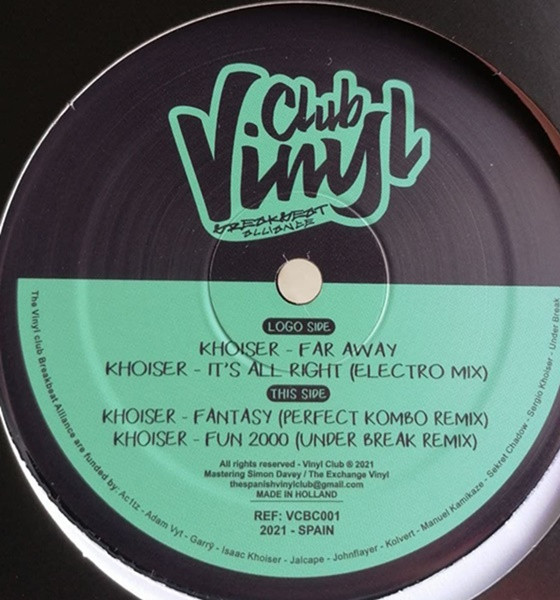 Club
Vinyl
BREAKBEAT
ALLIANCE
LOGO SIDE
KHOISER - FAR AWAY
KHOISER - IT'S ALL RIGHT (ELECTRO MIX)
THIS SIDE
KHOISER - FANTASY (PERFECT KOMBO REMIX)
KHOISER - FUN 2000 (UNDER BREAK REMIX)
All rights reserved - Vinyl Club ® 2021
Mastering Simon Davey / The Exchange Vinyl
thespanishvinylclub@gmail.com
MADE IN HOLLAND
REF: VCBC001
2021 - SPAIN
The Vinyl club Breakbeat Alliance are funded by: Ac1tz - Adam Vyt - Garrÿ - Isaac Khoiser - Jalcape - Johnflayer - Kolvert - Manuel Kamikaze - Sekret Chadow - Sergio Khoiser - Under Break